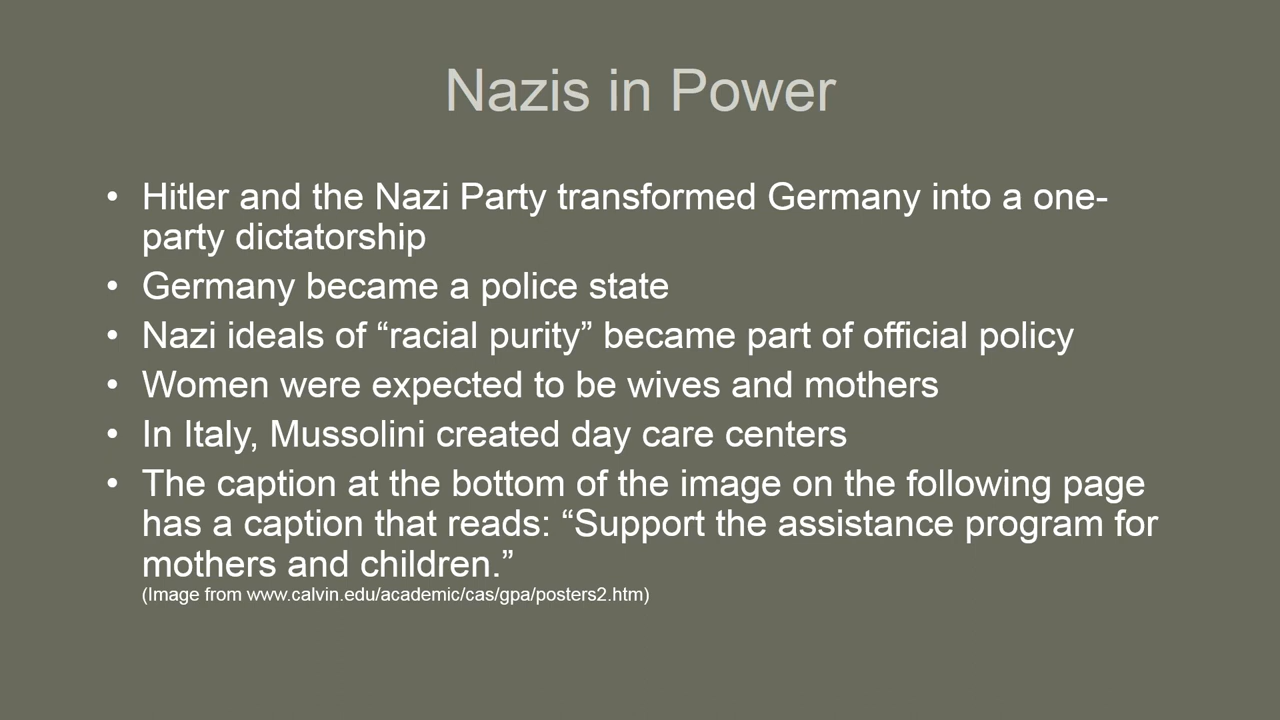 Nazis in Power
• Hitler and the Nazi Party transformed Germany into a one-
party dictatorship
• Germany became a police state
• Nazi ideals of “racial purity” became part of official policy
• Women were expected to be wives and mothers
• In Italy, Mussolini created day care centers
• The caption at the bottom of the image on the following page
has a caption that reads: “Support the assistance program for
mothers and children.”
(Image from www.calvin.edu/academic/cas/gpa/posters2.htm)